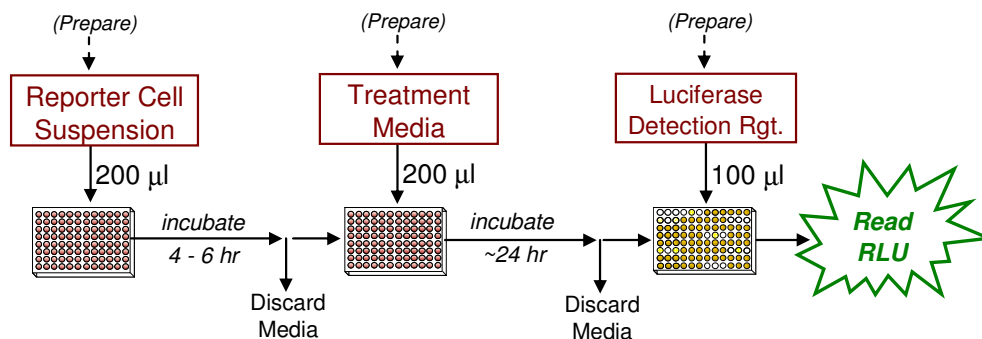 (Prepare)
(Prepare)
(Prepare)
Reporter Cell
Suspension
Treatment
Media
Luciferase
Detection Rgt.
200 µl
200 µl
100 µl
incubate
4 - 6 hr
incubate
~24 hr
Read
RLU
Discard
Media
Discard
Media